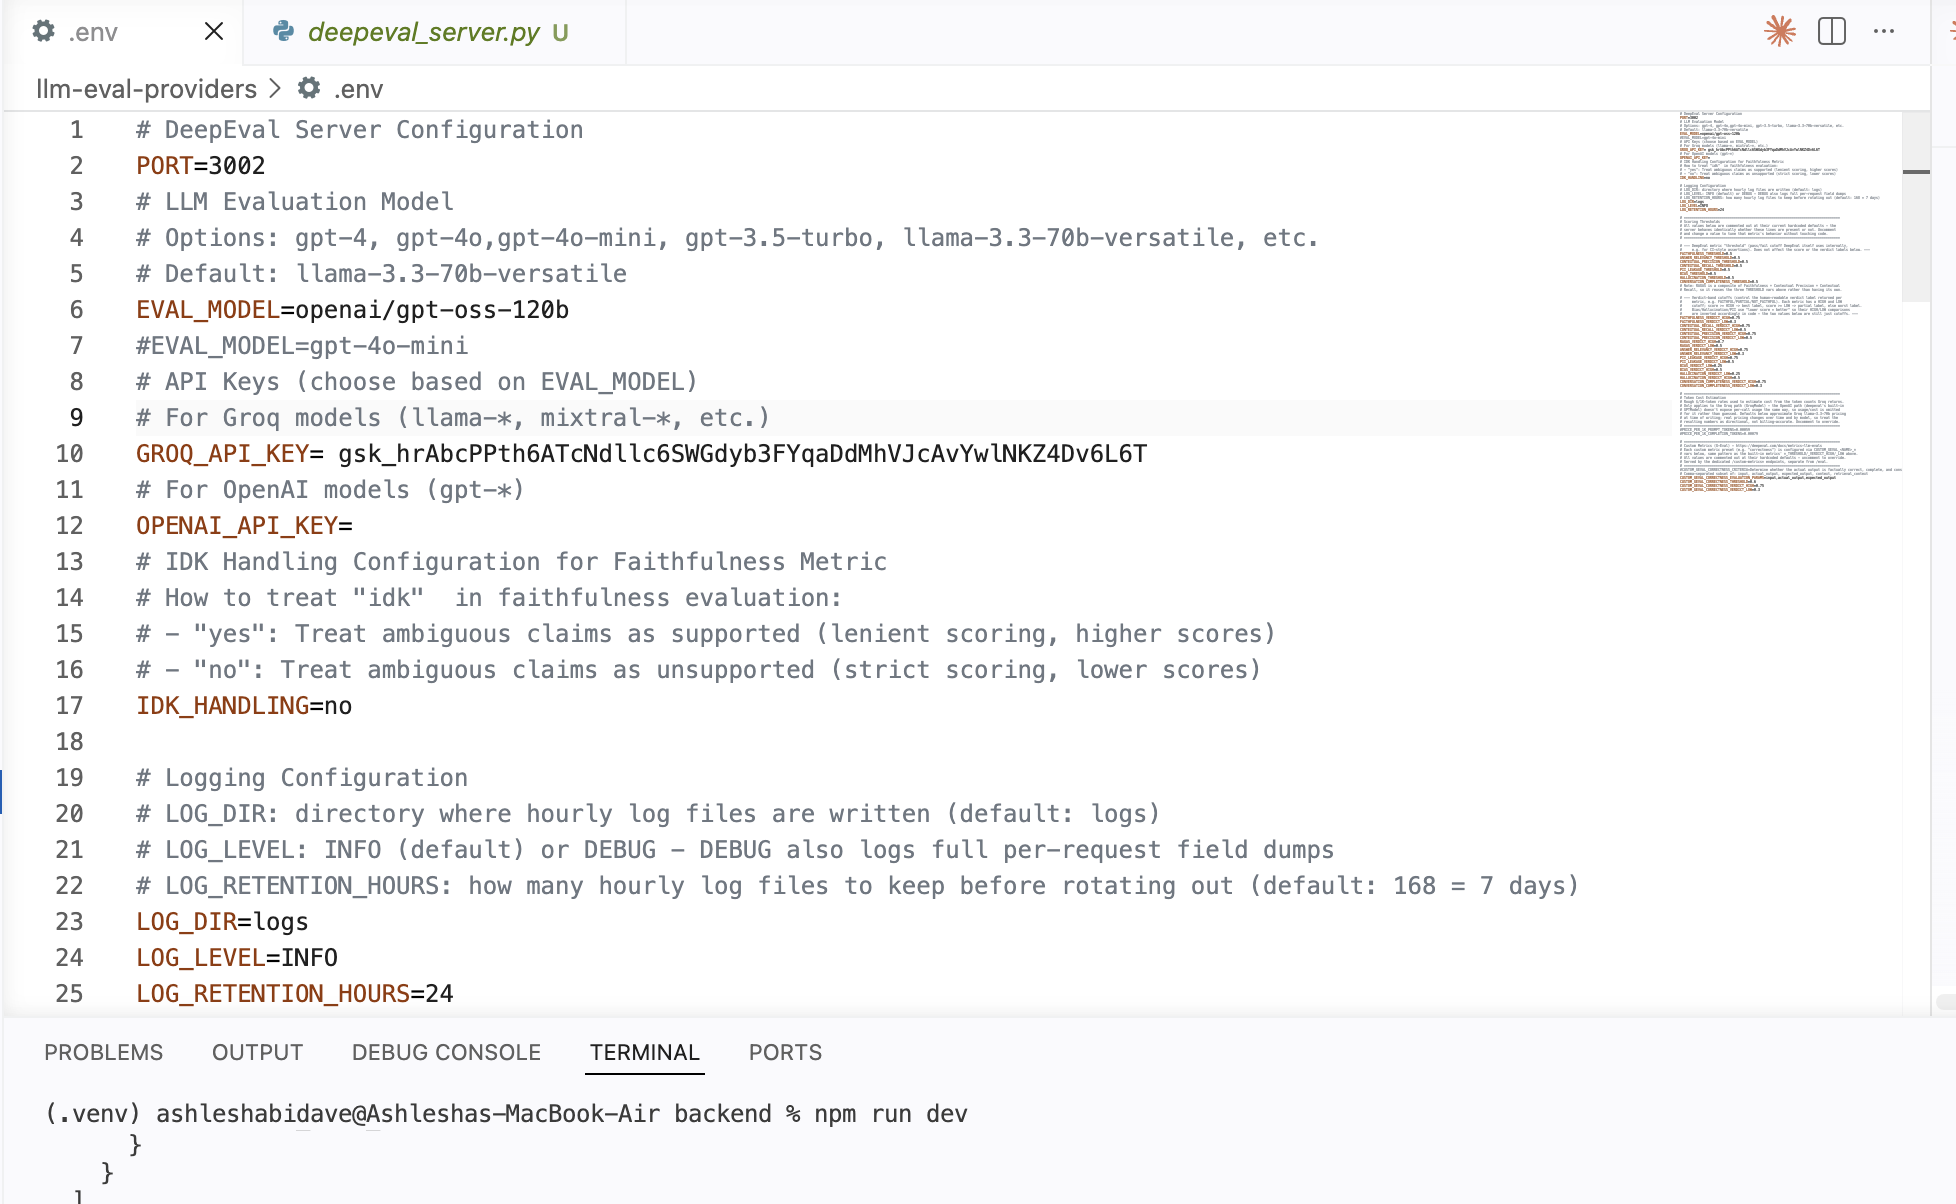 .env
deepeval_server.py U
llm-eval-providers > .env
1 # DeepEval Server Configuration
2 PORT=3002
3 # LLM Evaluation Model
4 # Options: gpt-4, gpt-4o,gpt-4o-mini, gpt-3.5-turbo, llama-3.3-70b-versatile, etc.
5 # Default: llama-3.3-70b-versatile
6 EVAL_MODEL=openai/gpt-oss-120b
7 #EVAL_MODEL=gpt-4o-mini
8 # API Keys (choose based on EVAL_MODEL)
9 # For Groq models (llama-*, mixtral-*, etc.)
10 GROQ_API_KEY= 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
11 # For OpenAI models (gpt-*)
12 OPENAI_API_KEY=
13 # IDK Handling Configuration for Faithfulness Metric
14 # How to treat "idk"  in faithfulness evaluation:
15 # - "yes": Treat ambiguous claims as supported (lenient scoring, higher scores)
16 # - "no": Treat ambiguous claims as unsupported (strict scoring, lower scores)
17 IDK_HANDLING=no
18
19 # Logging Configuration
20 # LOG_DIR: directory where hourly log files are written (default: logs)
21 # LOG_LEVEL: INFO (default) or DEBUG — DEBUG also logs full per-request field dumps
22 # LOG_RETENTION_HOURS: how many hourly log files to keep before rotating out (default: 168 = 7 days)
23 LOG_DIR=logs
24 LOG_LEVEL=INFO
25 LOG_RETENTION_HOURS=24
PROBLEMS OUTPUT DEBUG CONSOLE TERMINAL PORTS
(.venv) ashleshabidave@Ashleshas-MacBook-Air backend % npm run dev
}
}
]